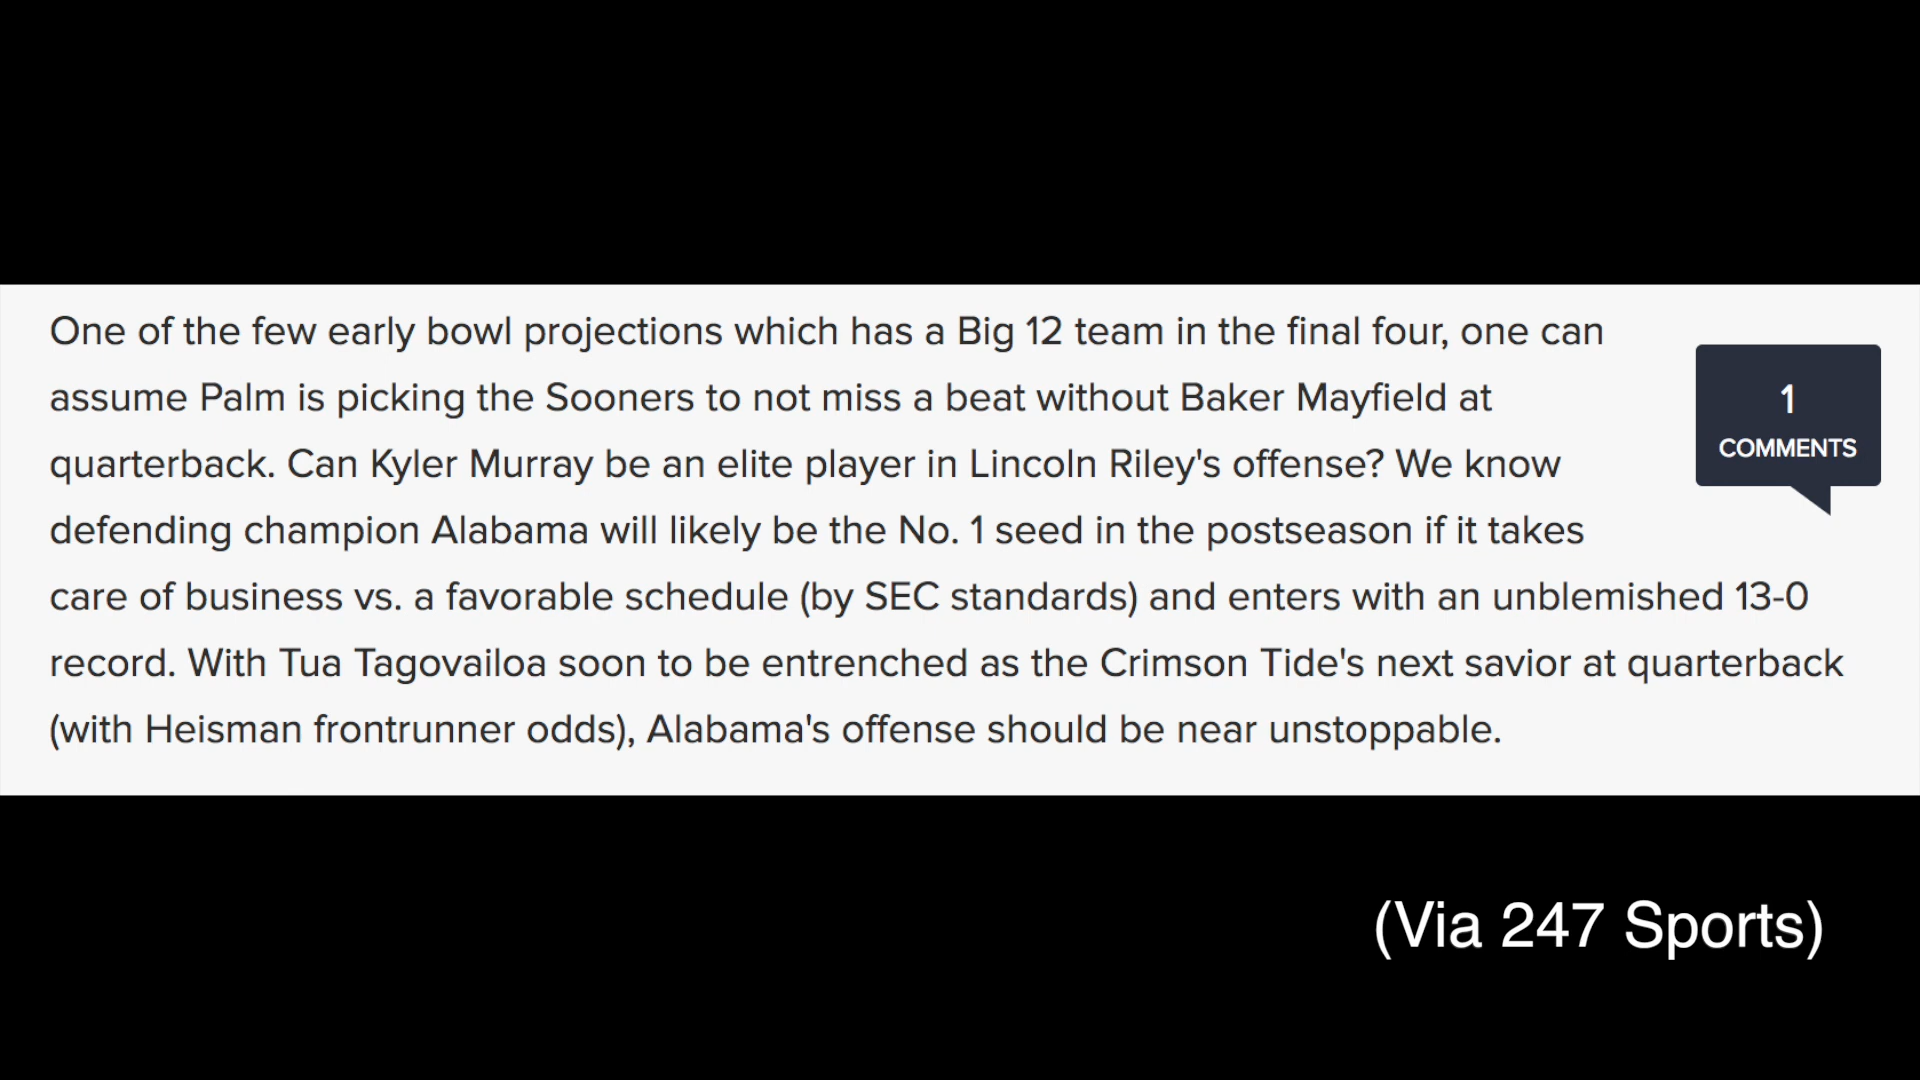 One of the few early bowl projections which has a Big 12 team in the final four, one can
assume Palm is picking the Sooners to not miss a beat without Baker Mayfield at
quarterback. Can Kyler Murray be an elite player in Lincoln Riley's offense? We know
defending champion Alabama will likely be the No. 1 seed in the postseason if it takes
care of business vs. a favorable schedule (by SEC standards) and enters with an unblemished 13-0
record. With Tua Tagovailoa soon to be entrenched as the Crimson Tide's next savior at quarterback
(with Heisman frontrunner odds), Alabama's offense should be near unstoppable.
1
COMMENTS
(Via 247 Sports)